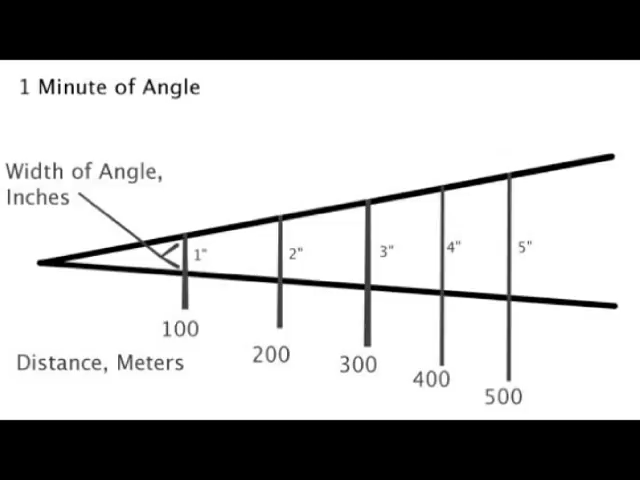 1 Minute of Angle
Width of Angle,
Inches
1"
2"
3"
4"
5"
100
200
300
400
500
Distance, Meters